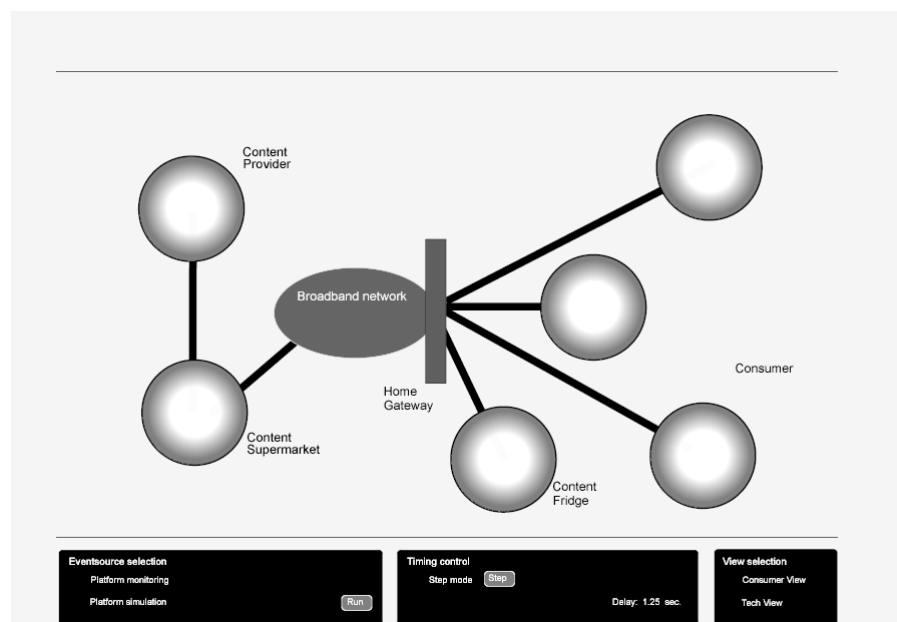 Content
Provider
Broadband network
Consumer
Home
Gateway
Content
Supermarket
Content
Fridge
Eventsource selection
Platform monitoring
Platform simulation
Run
Timing control
Step mode
Step
Delay: 1.25 sec.
View selection
Consumer View
Tech View